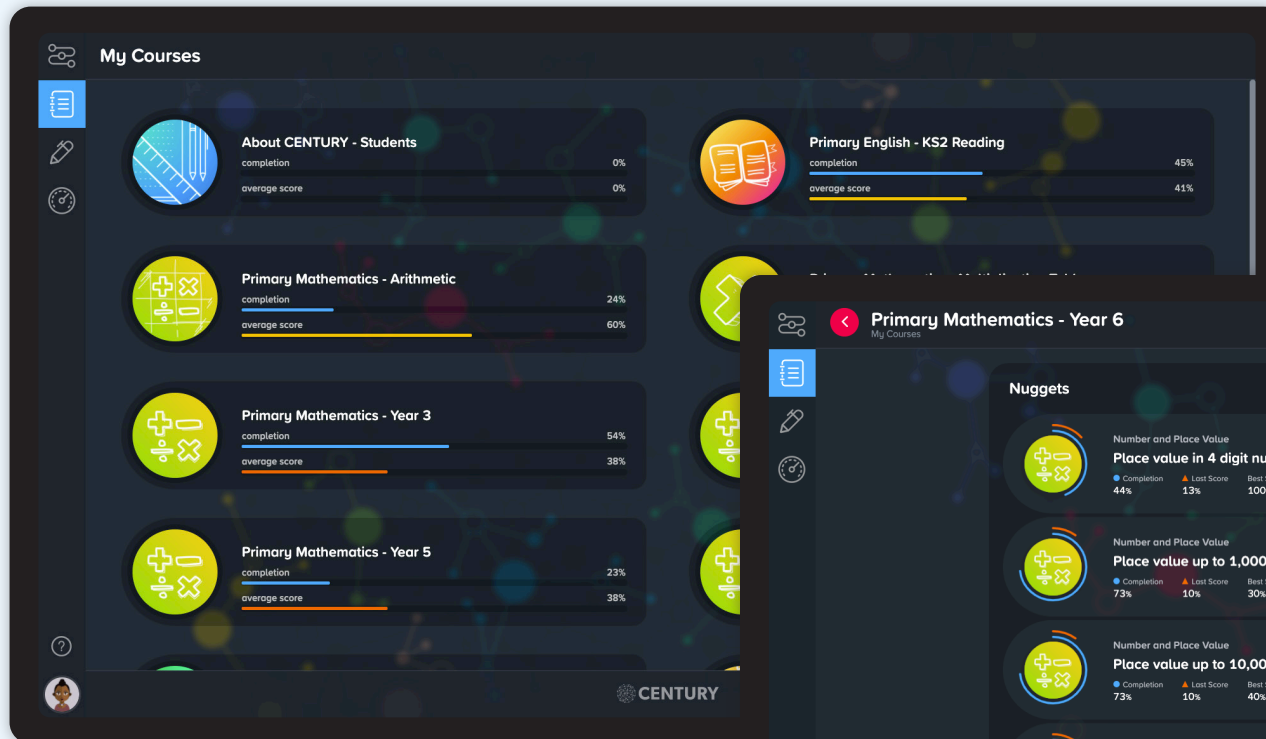 My Courses
About CENTURY - Students
completion 0%
average score 0%
Primary English - KS2 Reading
completion 45%
average score 41%
Primary Mathematics - Arithmetic
completion 24%
average score 60%
Primary Mathematics - Year 3
completion 54%
average score 38%
Primary Mathematics - Year 5
completion 23%
average score 38%
?
CENTURY
Primary Mathematics - Year 6
My Courses
Nuggets
Number and Place Value
Place value in 4 digit
Completion Last Score Best
44% 13% 100
Number and Place Value
Place value up to 1,000
Completion Last Score Best
73% 10% 30%
Number and Place Value
Place value up to 10,00
Completion Last Score Best
73% 10% 40%